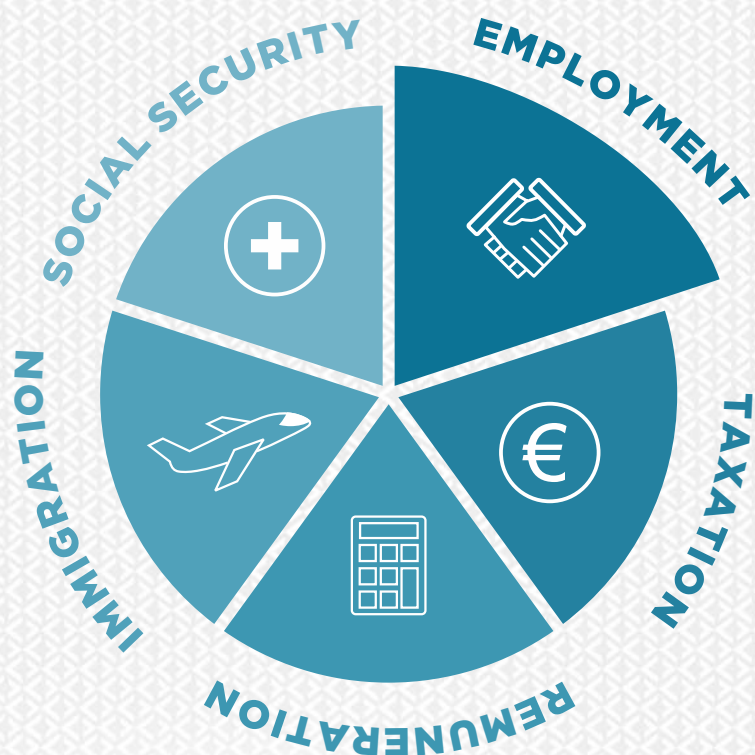 SOCIAL SECURITY
EMPLOYMENT
TAXATION
REMUNERATION
IMMIGRATION
€